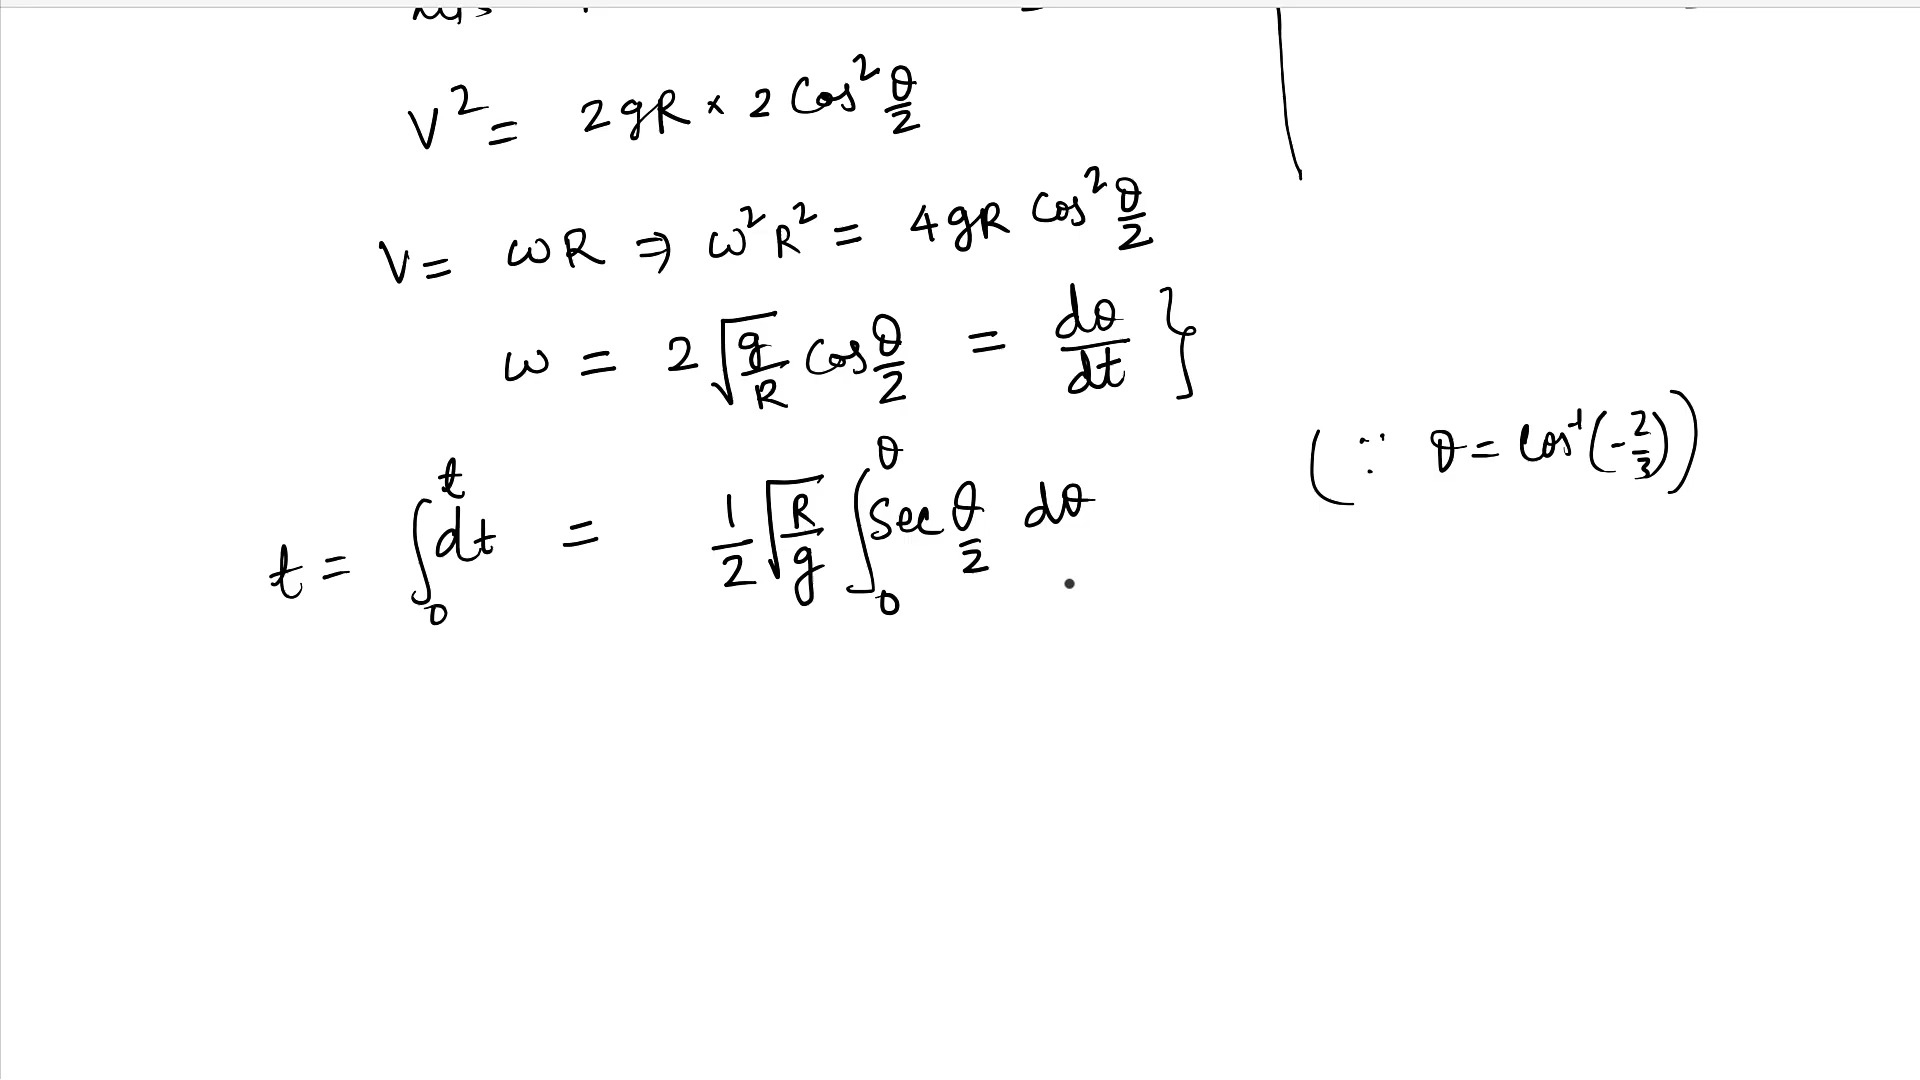 V² = 2gR × 2 Cos² θ/2
V = ωR ⇒ ω²R² = 4gR Cos² θ/2
ω = 2√(g/R) Cos θ/2 = dθ/dt }
(∵ θ = Cos⁻¹(-2/3))
t = ∫₀ᵗ dt = 1/2 √(R/g) ∫₀^θ Sec θ/2 dθ